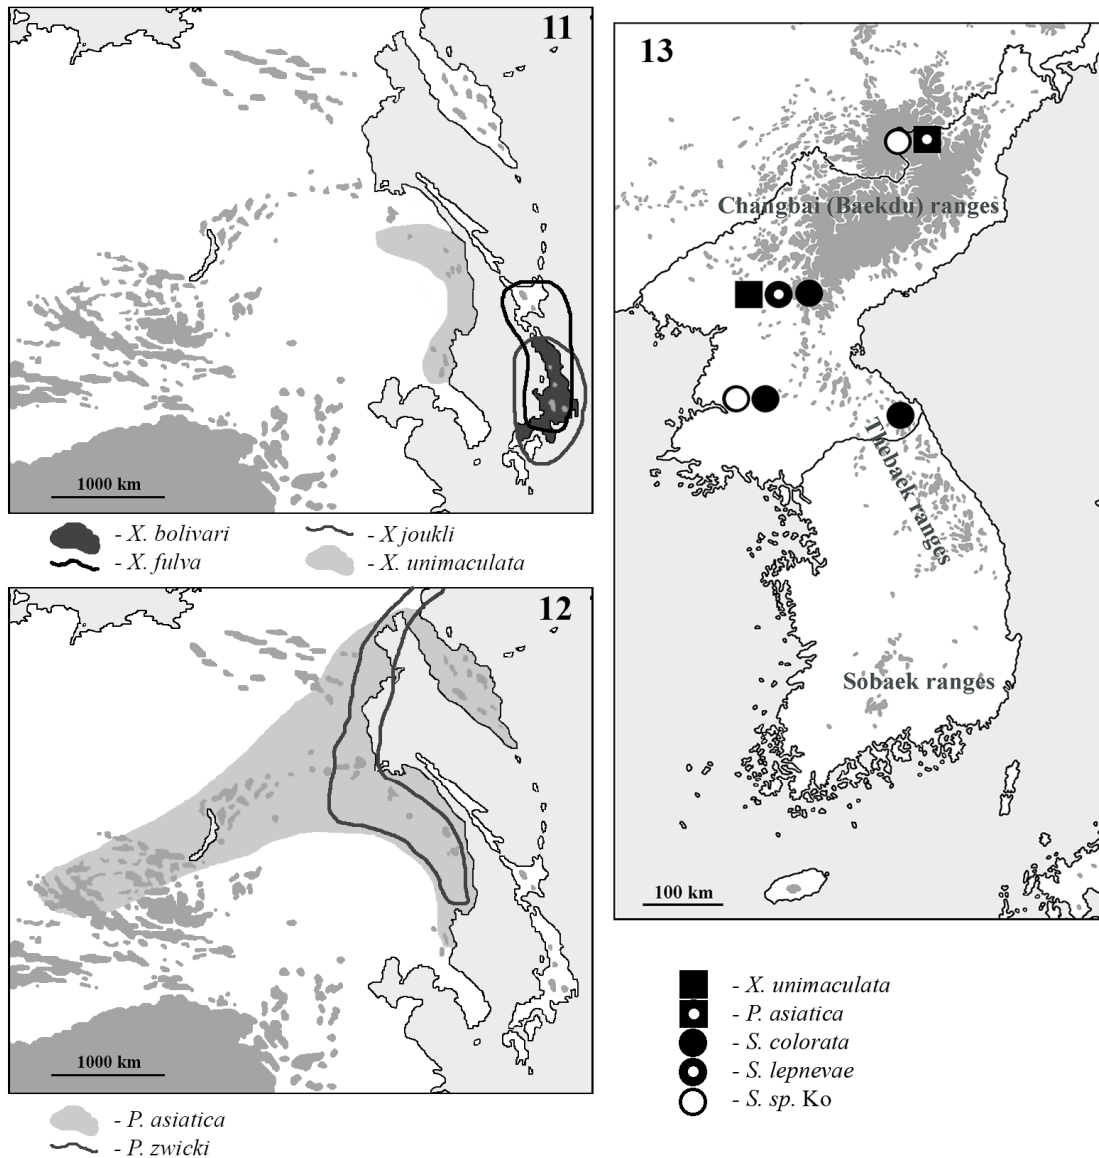 11
1000 km
- X. bolivari
- X. fulva
- X joukli
- X. unimaculata
12
1000 km
- P. asiatica
- P. zwicki
13
Changbai (Baekdu) ranges
Thebaek ranges
Sobaek ranges
100 km
- X. unimaculata
- P. asiatica
- S. colorata
- S. lepnevae
- S. sp. Ko